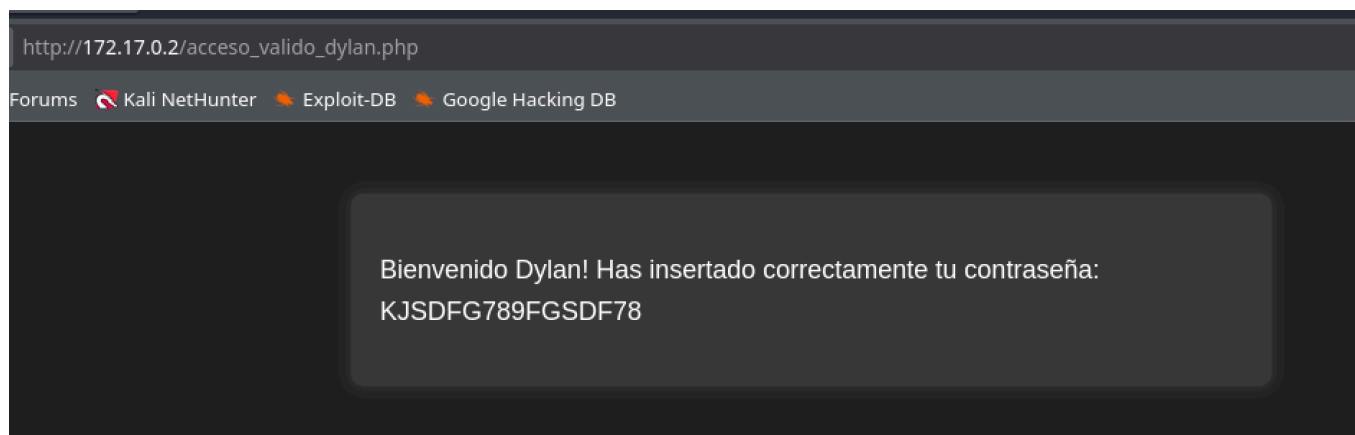 http://172.17.0.2/acceso_valido_dylan.php
Forums Kali NetHunter Exploit-DB Google Hacking DB
Bienvenido Dylan! Has insertado correctamente tu contraseña:
KJSDFG789FGSDF78